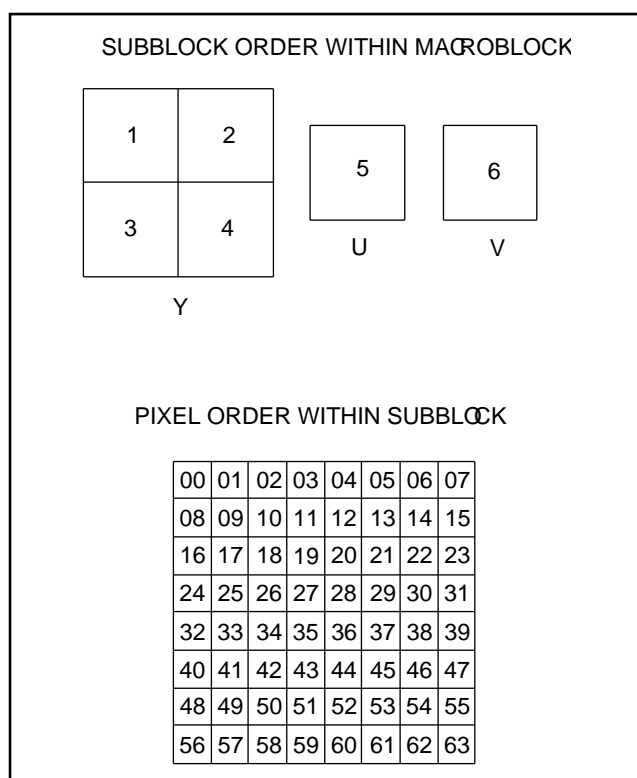 SUBBLOCK ORDER WITHIN MACROBLOCK
1 2
5 6
3 4
U V
Y
PIXEL ORDER WITHIN SUBBLOCK
00 01 02 03 04 05 06 07
08 09 10 11 12 13 14 15
16 17 18 19 20 21 22 23
24 25 26 27 28 29 30 31
32 33 34 35 36 37 38 39
40 41 42 43 44 45 46 47
48 49 50 51 52 53 54 55
56 57 58 59 60 61 62 63